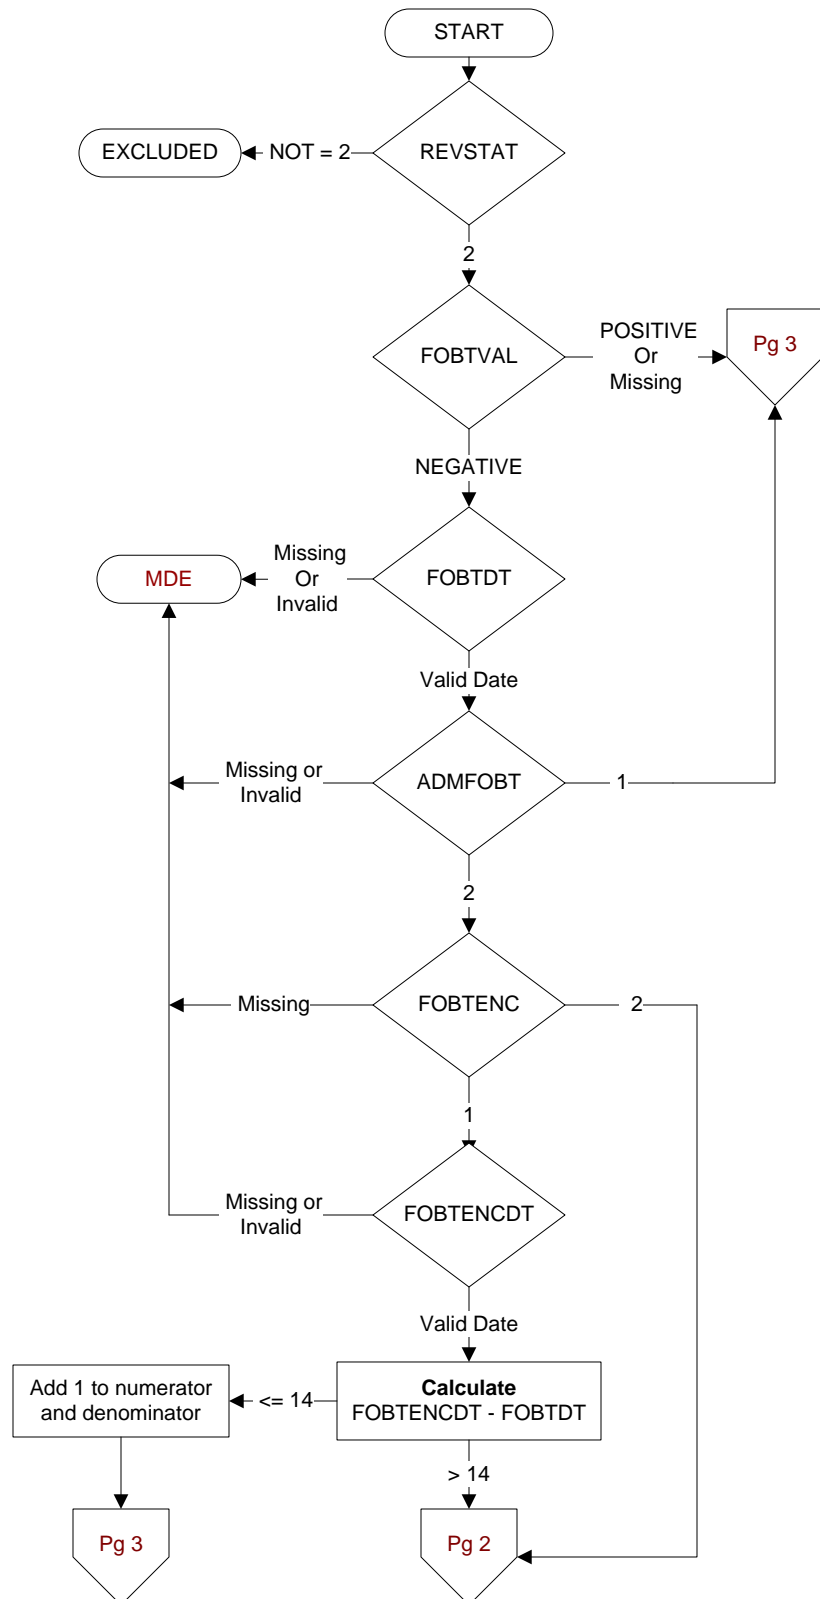 START
EXCLUDED
NOT = 2
REVSTAT
2
FOBTVAL
POSITIVE
Or
Missing
Pg 3
NEGATIVE
MDE
Missing
Or
Invalid
FOBTDT
Valid Date
Missing or
Invalid
ADMFOBT
1
2
Missing
FOBTENC
2
1
Missing or
Invalid
FOBTENCDT
Valid Date
Add 1 to numerator
and denominator
<= 14
Calculate
FOBTENCDT - FOBTDT
> 14
Pg 3
Pg 2